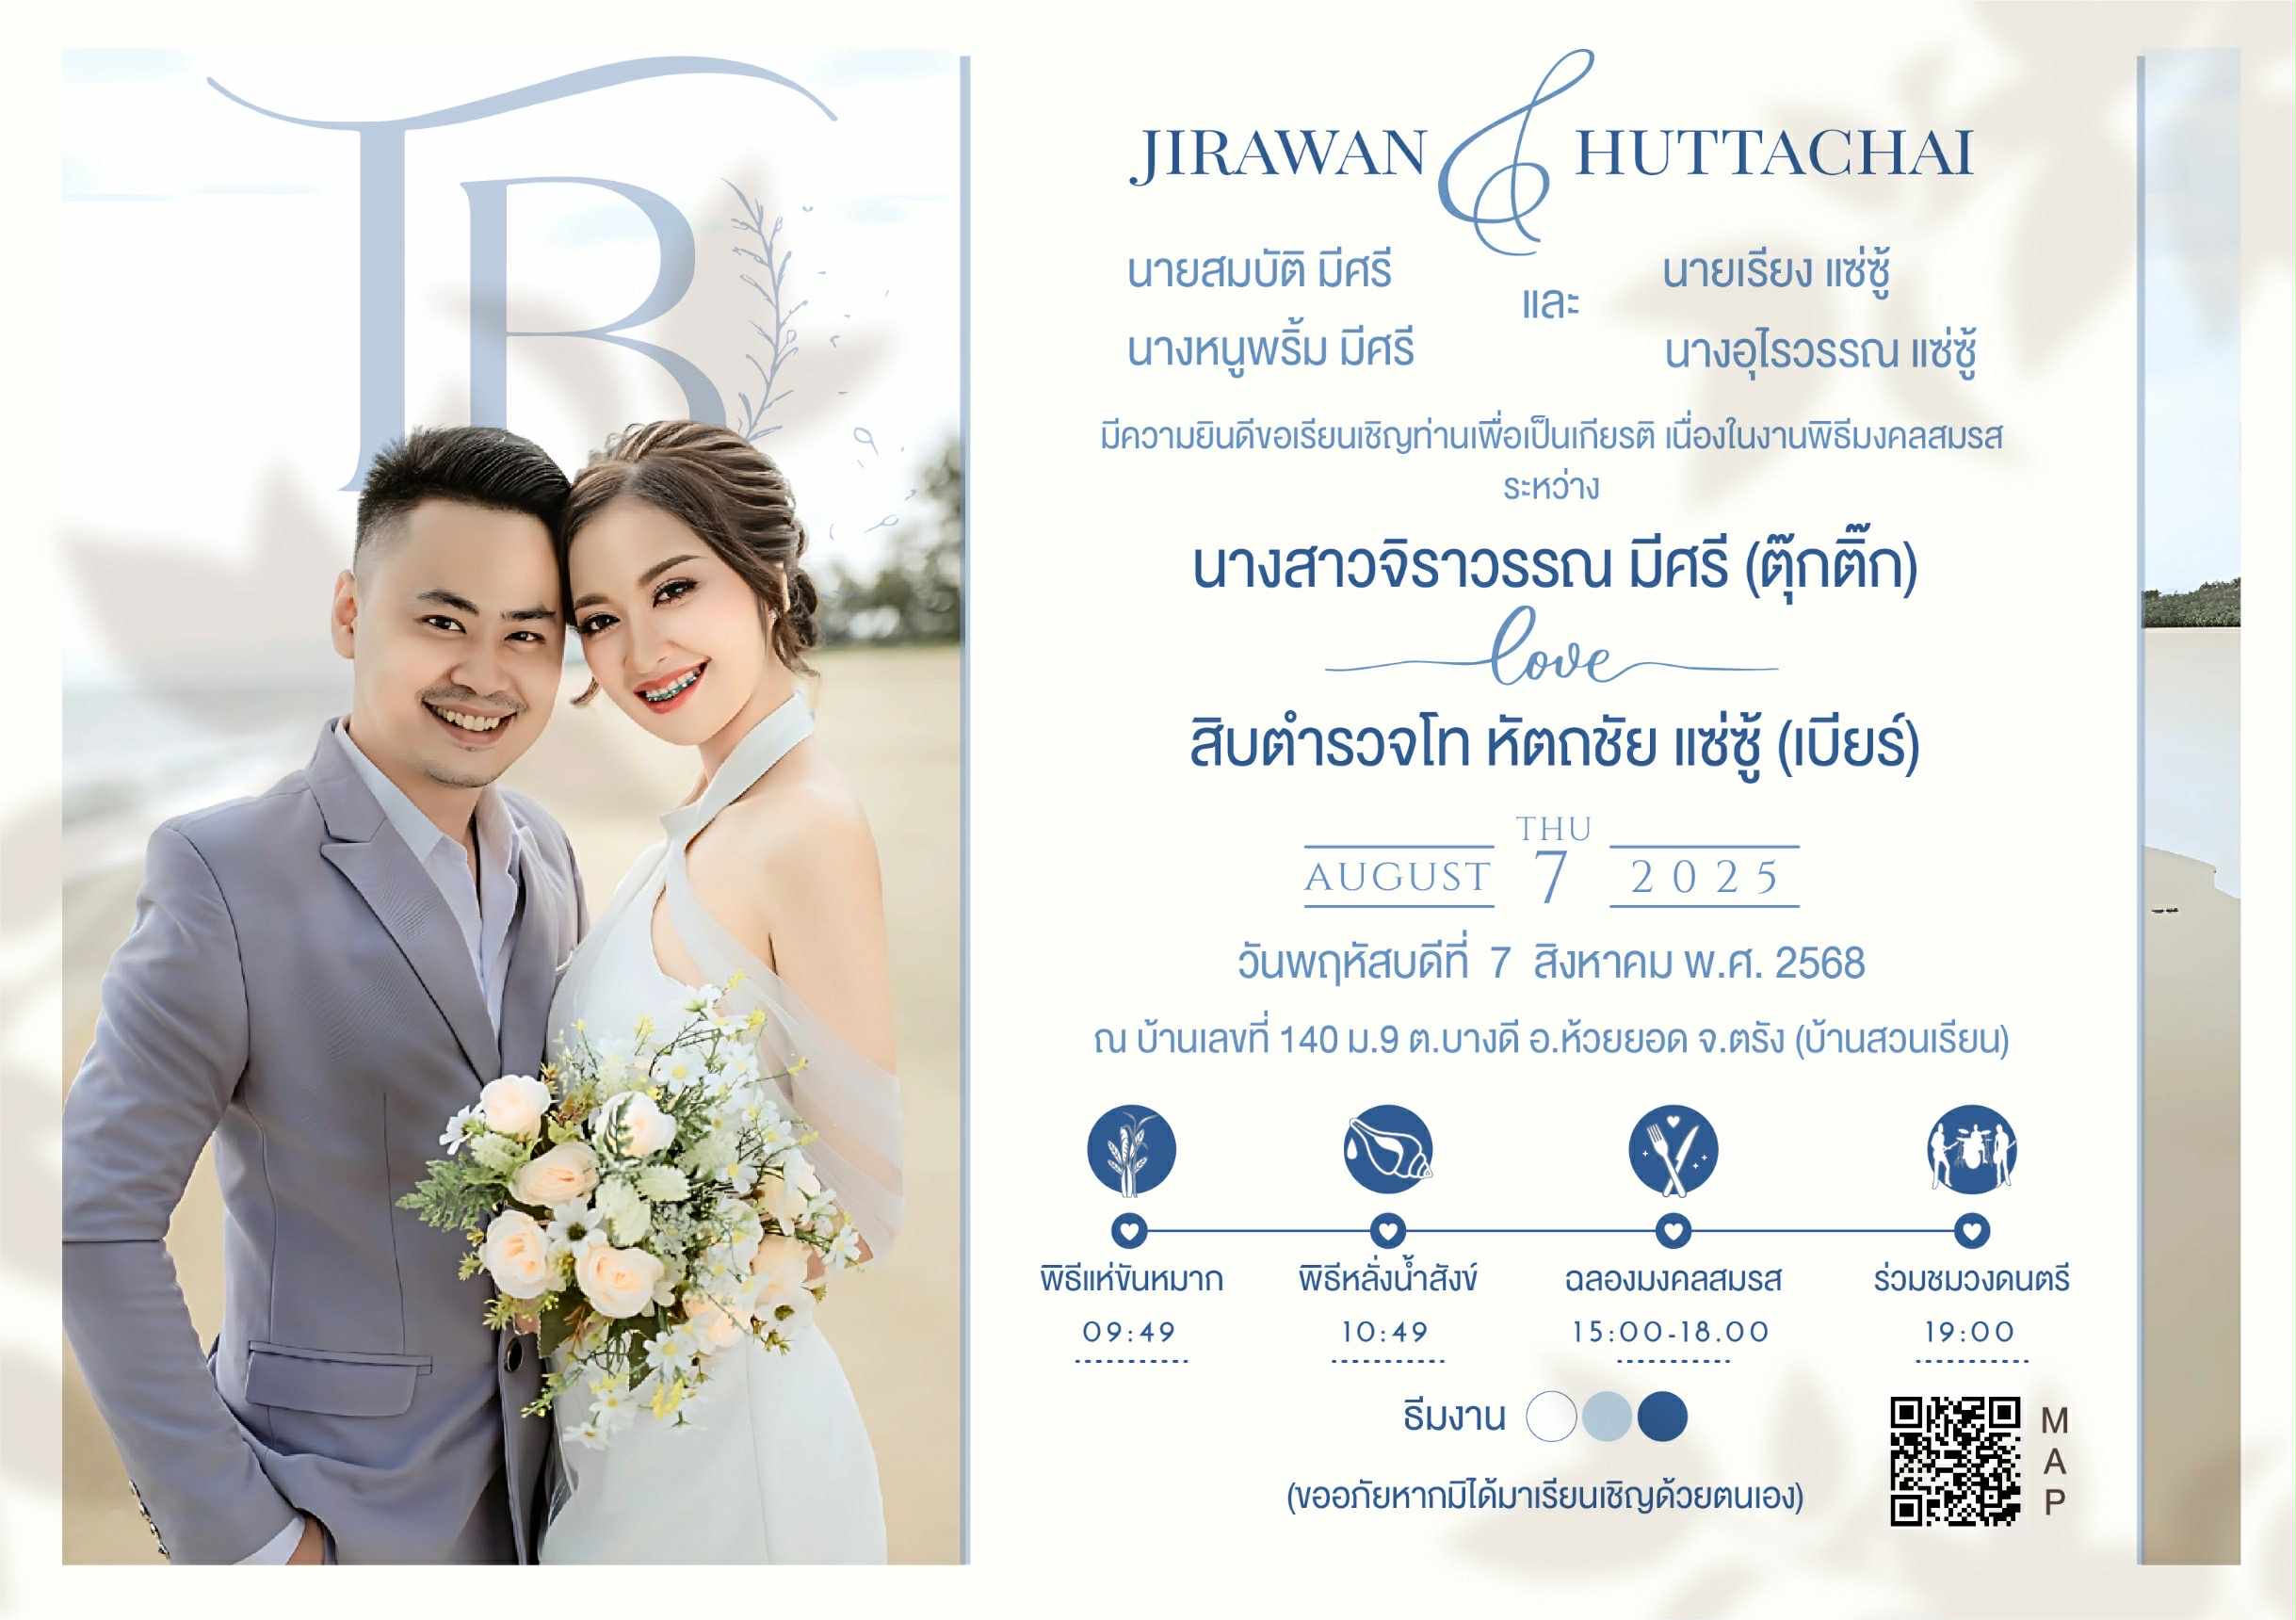 TB
JIRAWAN & HUTTACHAI
นายสมบัติ มีศรี
นางหนูพริ้ม มีศรี
และ
นายเรียง แซ่ซู้
นางอุไรวรรณ แซ่ซู้
มีความยินดีขอเรียนเชิญท่านเพื่อเป็นเกียรติ เนื่องในงานพิธีมงคลสมรส
ระหว่าง
นางสาวจิราวรรณ มีศรี (ตุ๊กติ๊ก)
love
สิบตำรวจโท หัตถชัย แซ่ซู้ (เบียร์)
THU
AUGUST 7 2025
วันพฤหัสบดีที่ 7 สิงหาคม พ.ศ. 2568
ณ บ้านเลขที่ 140 ม.9 ต.บางดี อ.ห้วยยอด จ.ตรัง (บ้านสวนเรียน)
พิธีแห่ขันหมาก
09:49
พิธีหลั่งน้ำสังข์
10:49
ฉลองมงคลสมรส
15:00-18.00
ร่วมชมวงดนตรี
19:00
ธีมงาน
(ขออภัยหากมิได้มาเรียนเชิญด้วยตนเอง)
MAP